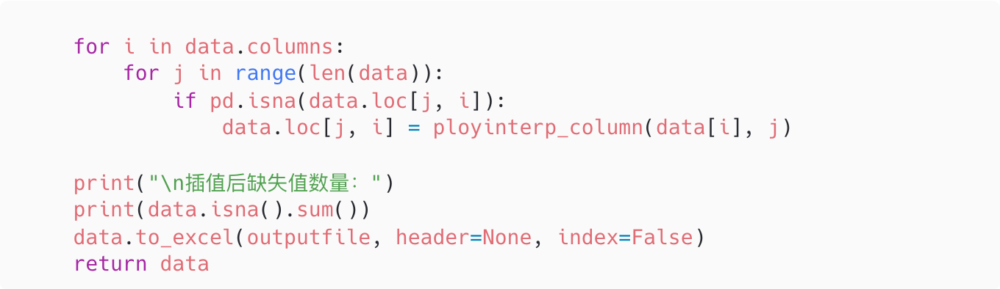 for i in data.columns:
    for j in range(len(data)):
        if pd.isna(data.loc[j, i]):
            data.loc[j, i] = ployinterp_column(data[i], j)
print("\n插值后缺失值数量：")
print(data.isna().sum())
data.to_excel(outputfile, header=None, index=False)
return data